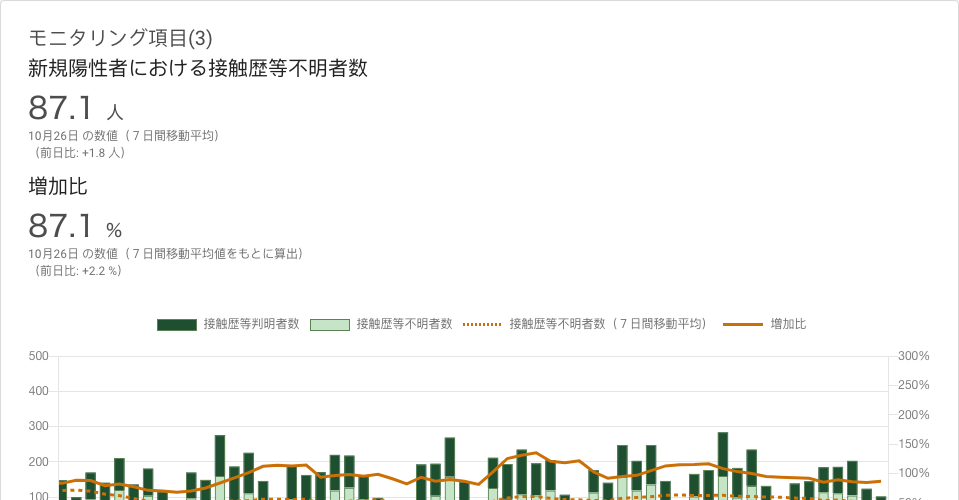 モニタリング項目(3)
新規陽性者における接触歴等不明者数
87.1 人
10月26日 の数値（７日間移動平均）
（前日比: +1.8 人）
増加比
87.1 %
10月26日 の数値（７日間移動平均値をもとに算出）
（前日比: +2.2 %）
接触歴等判明者数 接触歴等不明者数 接触歴等不明者数（７日間移動平均） 増加比
500 300%
250%
400
200%
300
150%
200
100%
100